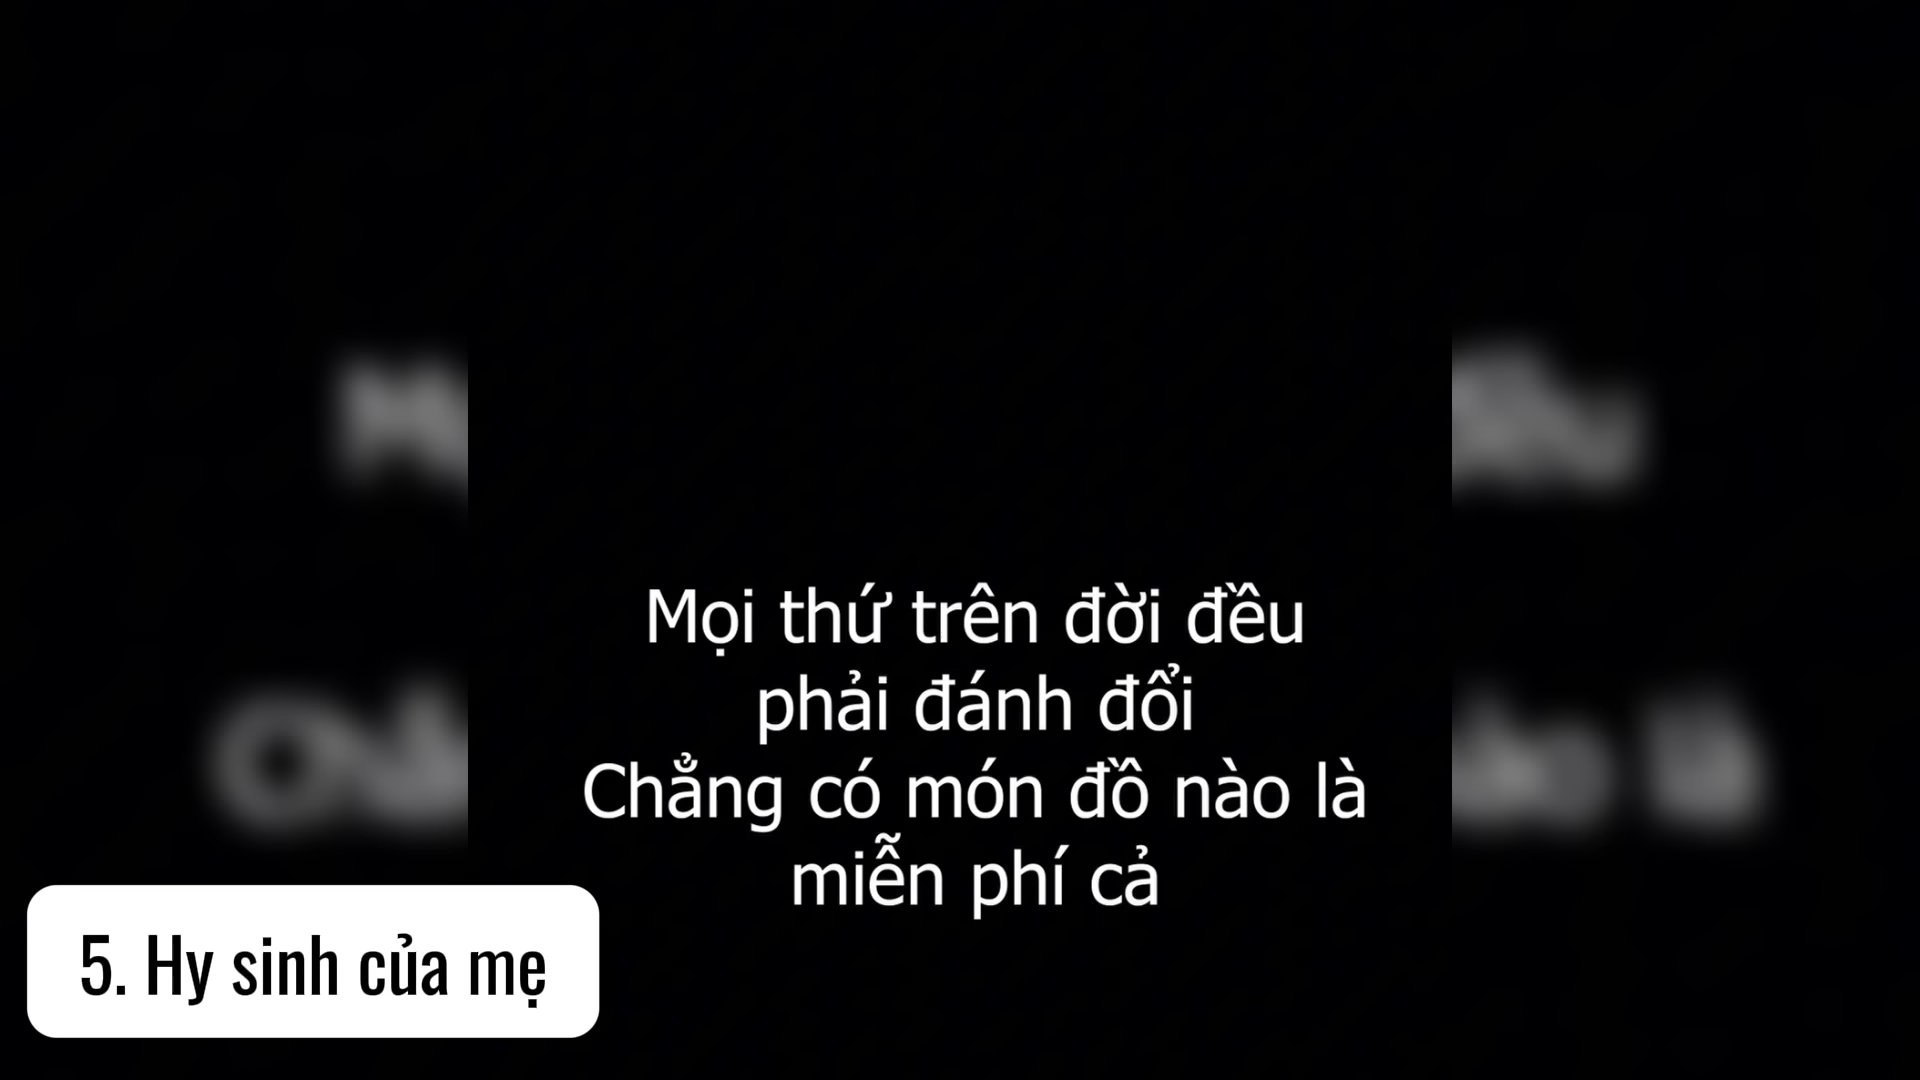 Mọi thứ trên đời đều
phải đánh đổi
Chẳng có món đồ nào là
miễn phí cả
5. Hy sinh của mẹ